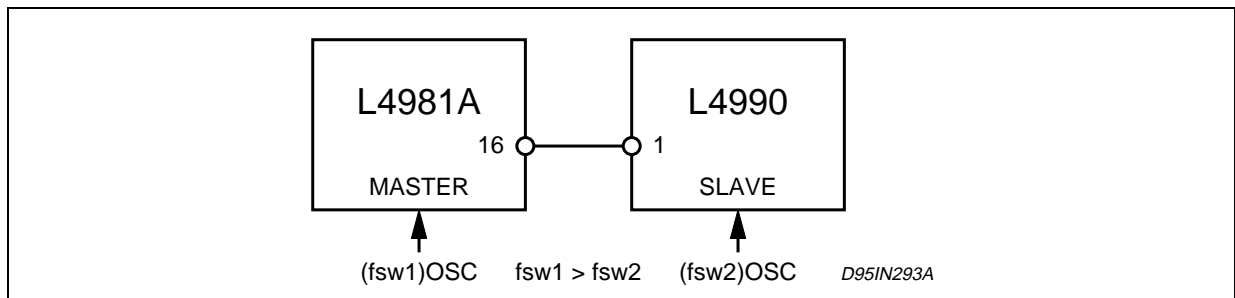 L4981A L4990
16 1
MASTER SLAVE
(fsw1)OSC fsw1 > fsw2 (fsw2)OSC D95IN293A